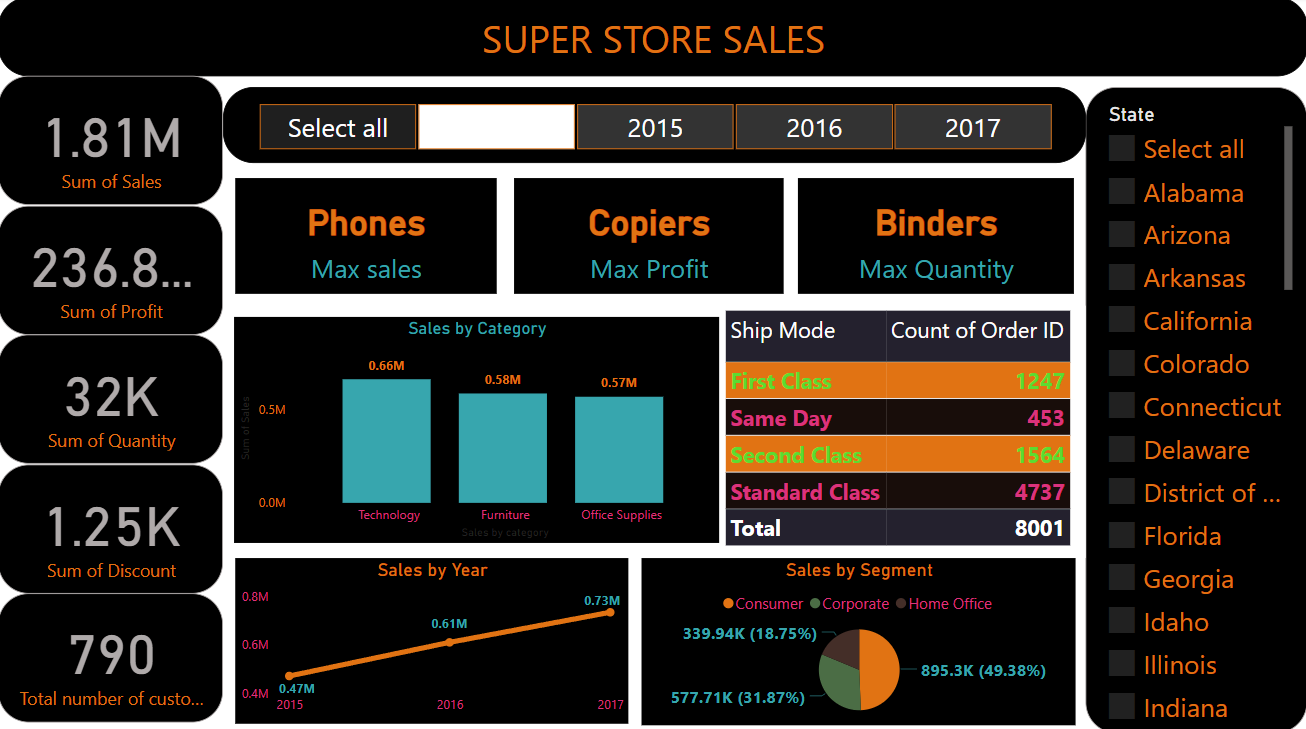 SUPER STORE SALES
1.81M
Sum of Sales
236.8...
Sum of Profit
32K
Sum of Quantity
1.25K
Sum of Discount
790
Total number of custo...
Select all 2015 2016 2017
Phones
Max sales
Copiers
Max Profit
Binders
Max Quantity
Sales by Category
Sum of Sales
0.5M
0.0M
0.66M
0.58M
0.57M
Technology Furniture Office Supplies
Sales by category
Ship Mode Count of Order ID
First Class 1247
Same Day 453
Second Class 1564
Standard Class 4737
Total 8001
Sales by Year
0.8M
0.6M
0.4M
0.47M
0.61M
0.73M
2015 2016 2017
Sales by Segment
Consumer Corporate Home Office
339.94K (18.75%)
895.3K (49.38%)
577.71K (31.87%)
State
Select all
Alabama
Arizona
Arkansas
California
Colorado
Connecticut
Delaware
District of ...
Florida
Georgia
Idaho
Illinois
Indiana